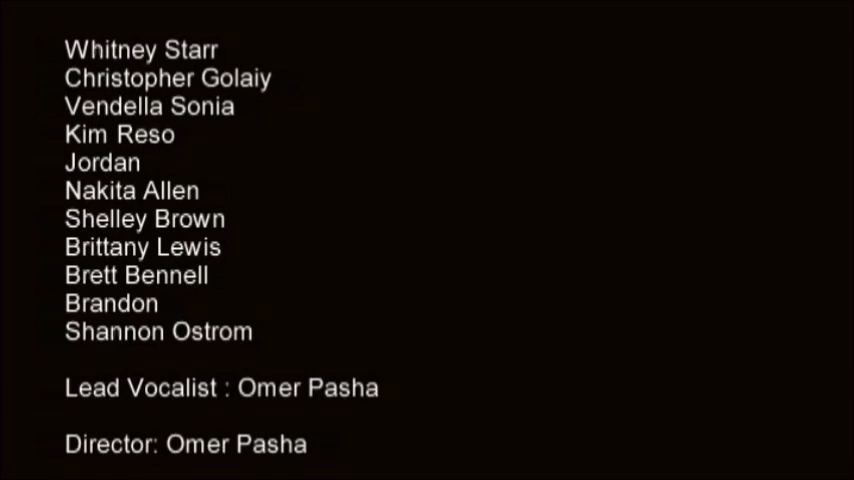 Whitney Starr
Christopher Golaiy
Vendella Sonia
Kim Reso
Jordan
Nakita Allen
Shelley Brown
Brittany Lewis
Brett Bennell
Brandon
Shannon Ostrom
Lead Vocalist : Omer Pasha
Director: Omer Pasha